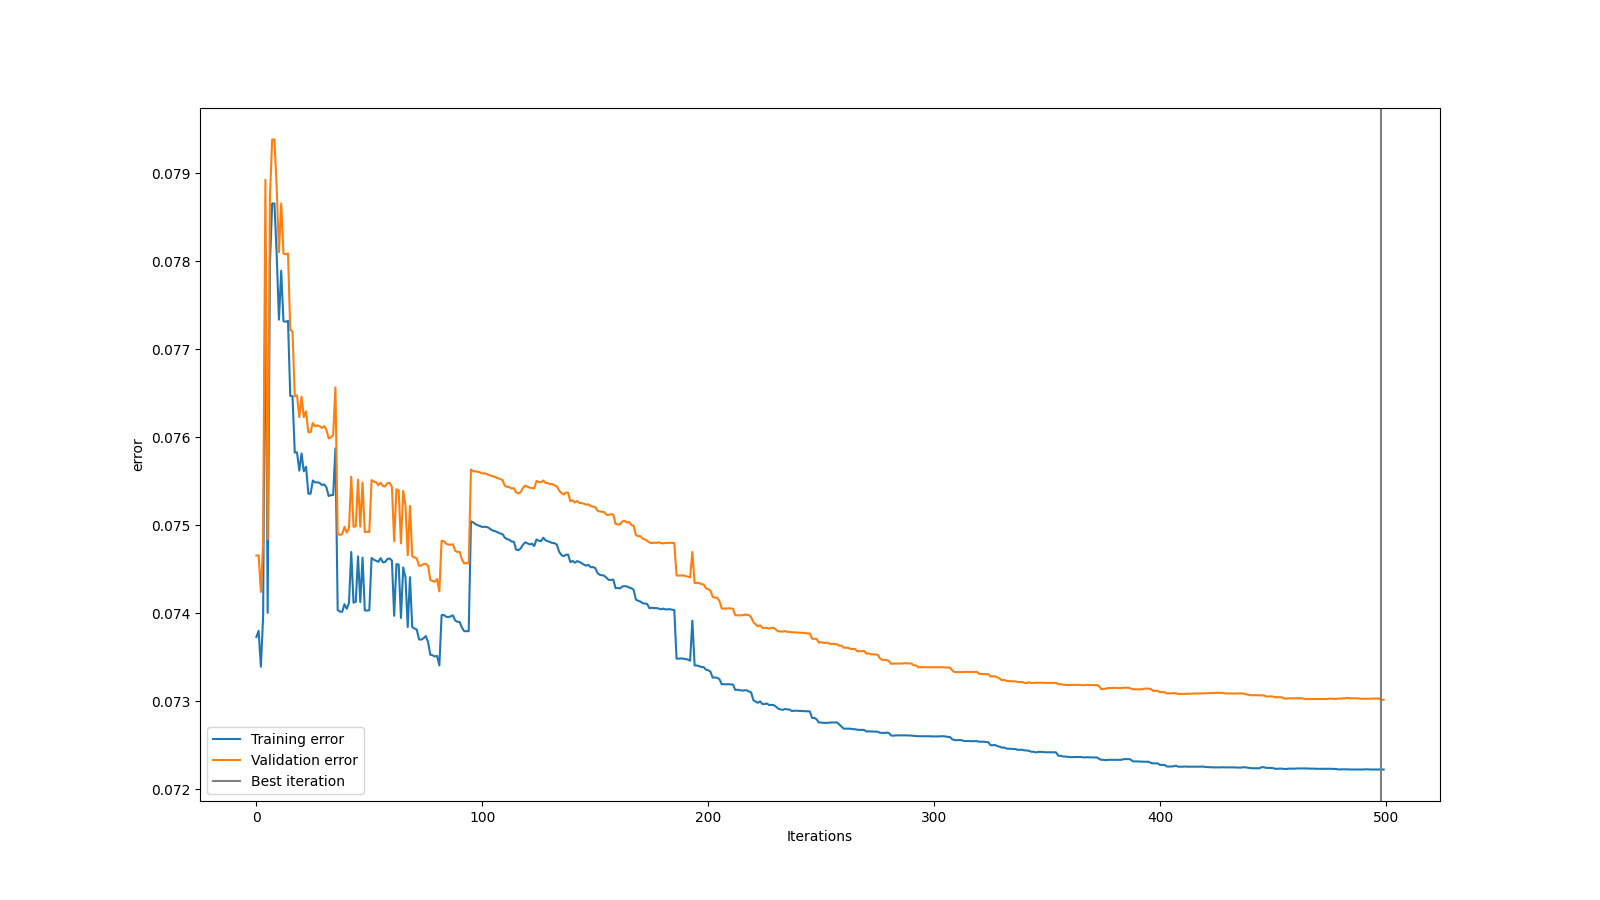 0.079
0.078
0.077
0.076
0.075
0.074
0.073
0.072
error
Training error
Validation error
Best iteration
0 100 200 300 400 500
Iterations